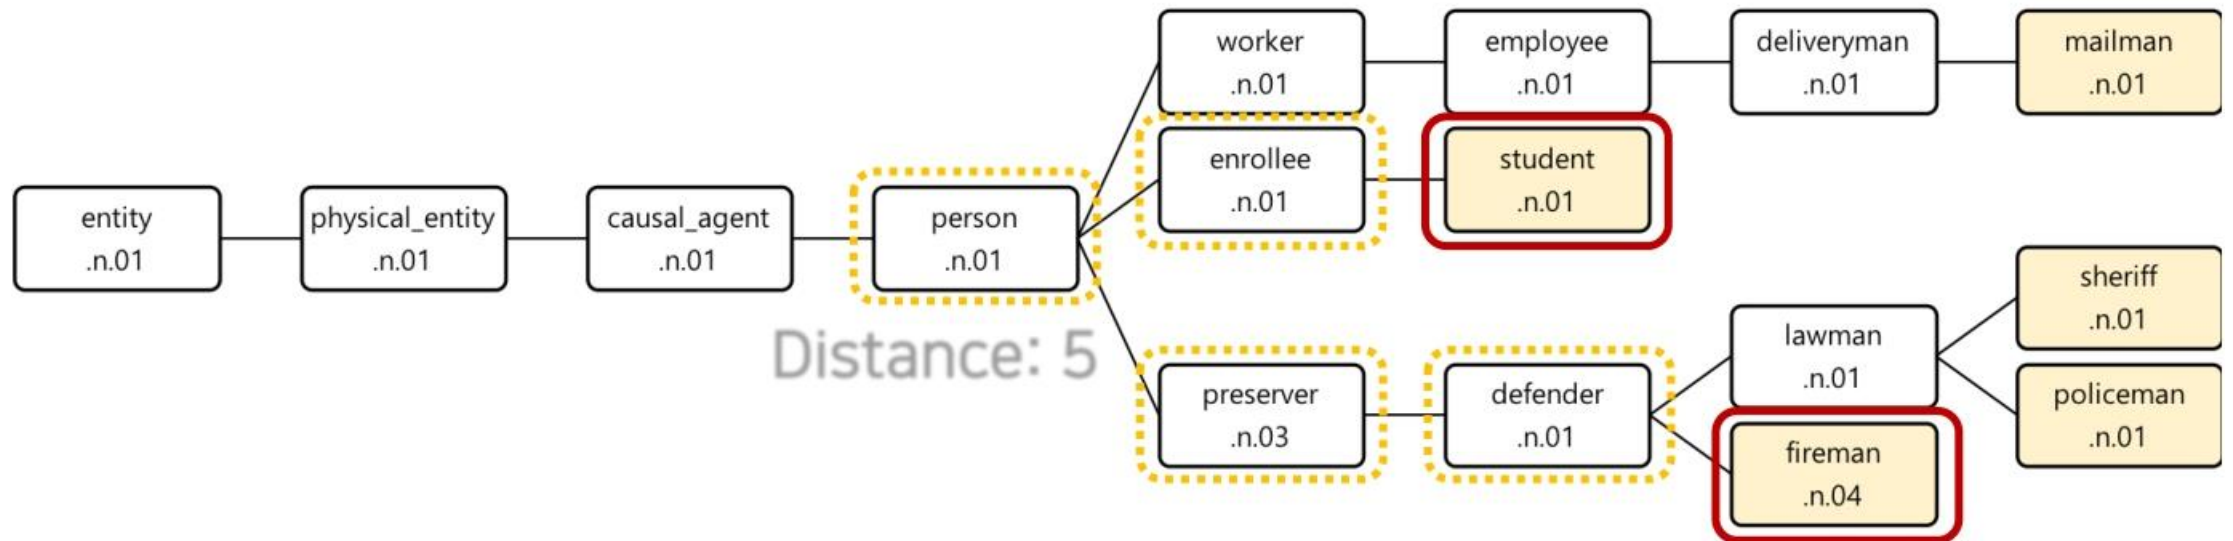 worker
.n.01
employee
.n.01
deliveryman
.n.01
mailman
.n.01
enrollee
.n.01
student
.n.01
entity
.n.01
physical_entity
.n.01
causal_agent
.n.01
person
.n.01
sheriff
.n.01
lawman
.n.01
Distance: 5
preserver
.n.03
defender
.n.01
policeman
.n.01
fireman
.n.04